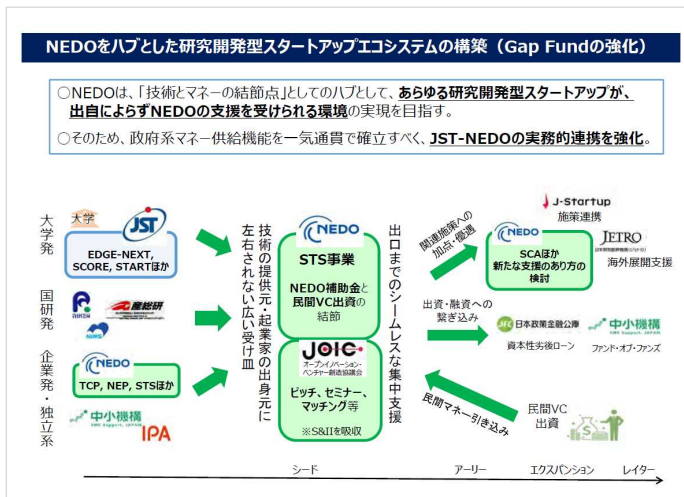 NEDOをハブとした研究開発型スタートアップエコシステムの構築（Gap Fundの強化）
○NEDOは、「技術とマネーの結節点」としてのハブとして、あらゆる研究開発型スタートアップが、
出自によらずNEDOの支援を受けられる環境の実現を目指す。
○そのため、政府系マネー供給機能を一気通貫で確立すべく、JST-NEDOの実務的連携を強化。
大学発
大学
JST
EDGE-NEXT,
SCORE, STARTほか
国研発
産総研
NIMS
企業発・独立系
NEDO
TCP, NEP, STSほか
中小機構
IPA
技術の提供元・起業家の出身元に
左右されない広い受け皿
NEDO
STS事業
NEDO補助金と
民間VC出資の
結節
JOIC
オープンイノベーション・
ベンチャー創造協議会
ピッチ、セミナー、
マッチング等
※S&IIを吸収
出口までのシームレスな集中支援
関連施策への
加点・優遇
J-Startup
施策連携
NEDO
SCAほか
新たな支援のあり方の
検討
JETRO
海外展開支援
出資・融資への
繋ぎ込み
JFC 日本政策金融公庫
資本性劣後ローン
中小機構
ファンド・オブ・ファンズ
民間マネー引き込み
民間VC
出資
シード
アーリー
エクスパンション
レイター